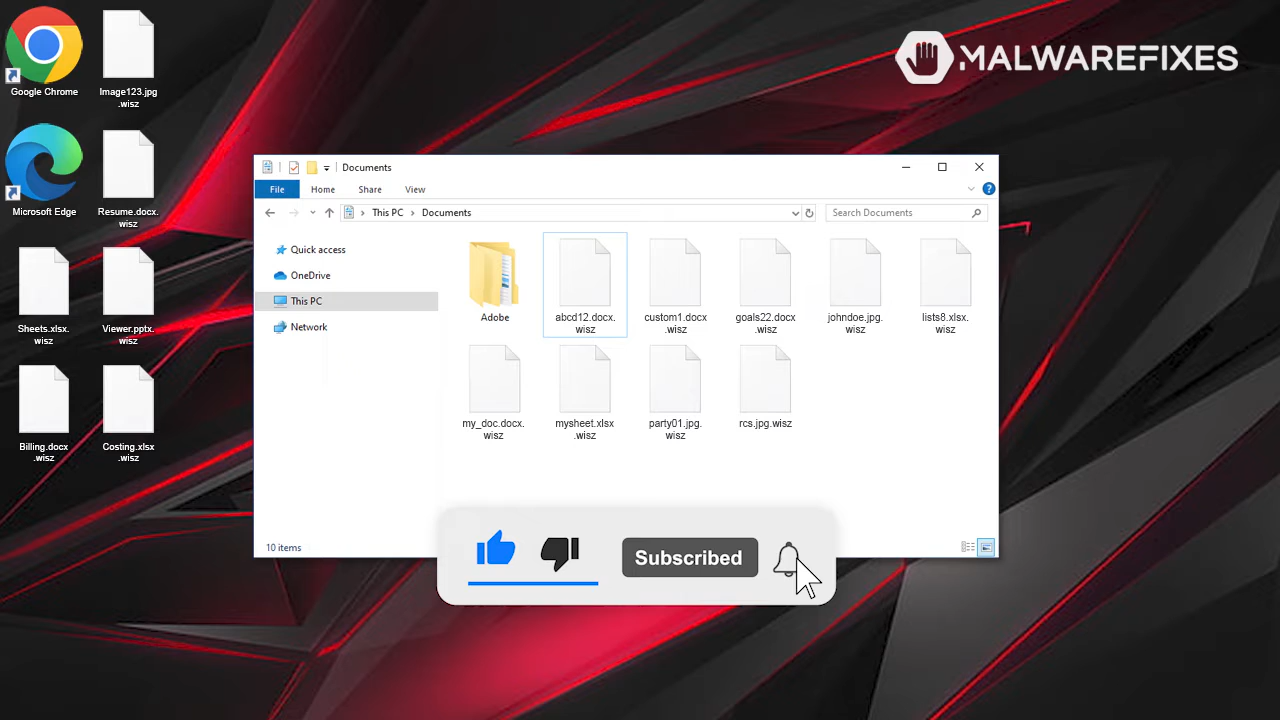 MALWAREFIXES
Google Chrome
Image123.jpg
.wisz
Microsoft Edge
Resume.docx.
wisz
Sheets.xlsx.
wisz
Viewer.pptx.
wisz
Billing.docx
.wisz
Costing.xlsx
.wisz
Documents
File
Home
Share
View
This PC
Documents
Search Documents
Quick access
OneDrive
This PC
Network
Adobe
abcd12.docx.
wisz
custom1.docx
.wisz
goals22.docx
.wisz
johndoe.jpg.
wisz
lists8.xlsx.
wisz
my_doc.docx.
wisz
mysheet.xlsx
.wisz
party01.jpg.
wisz
rcs.jpg.wisz
10 items
Subscribed